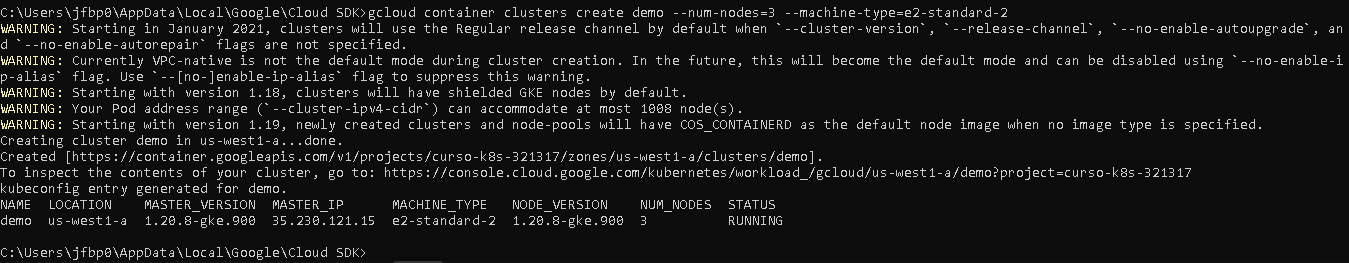 C:\Users\jfbp0\AppData\Local\Google\Cloud SDK>gcloud container clusters create demo --num-nodes=3 --machine-type=e2-standard-2
WARNING: Starting in January 2021, clusters will use the Regular release channel by default when `--cluster-version`, `--release-channel`, `--no-enable-autoupgrade`, an
d `--no-enable-autorepair` flags are not specified.
WARNING: Currently VPC-native is not the default mode during cluster creation. In the future, this will become the default mode and can be disabled using `--no-enable-i
p-alias` flag. Use `--[no-]enable-ip-alias` flag to suppress this warning.
WARNING: Starting with version 1.18, clusters will have shielded GKE nodes by default.
WARNING: Your Pod address range (`--cluster-ipv4-cidr`) can accommodate at most 1008 node(s).
WARNING: Starting with version 1.19, newly created clusters and node-pools will have COS_CONTAINERD as the default node image when no image type is specified.
Creating cluster demo in us-west1-a...done.
Created [https://container.googleapis.com/v1/projects/curso-k8s-321317/zones/us-west1-a/clusters/demo].
To inspect the contents of your cluster, go to: https://console.cloud.google.com/kubernetes/workload_/gcloud/us-west1-a/demo?project=curso-k8s-321317
kubeconfig entry generated for demo.
NAME  LOCATION    MASTER_VERSION  MASTER_IP      MACHINE_TYPE   NODE_VERSION    NUM_NODES  STATUS
demo  us-west1-a  1.20.8-gke.900  35.230.121.15  e2-standard-2  1.20.8-gke.900  3          RUNNING
C:\Users\jfbp0\AppData\Local\Google\Cloud SDK>